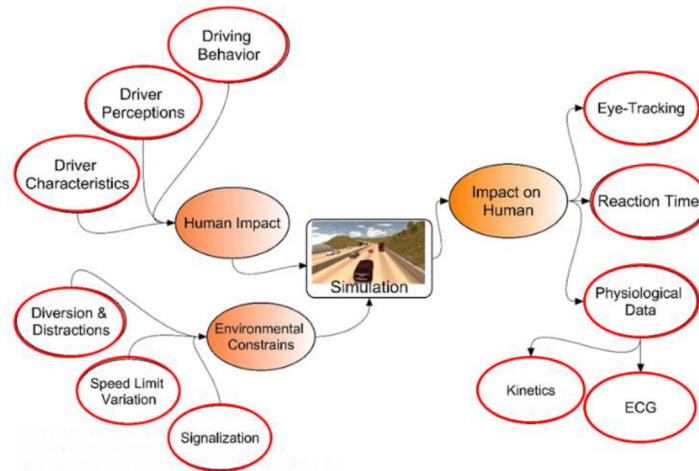 Driving
Behavior
Driver
Perceptions
Driver
Characteristics
Human Impact
Diversion &
Distractions
Speed Limit
Variation
Signalization
Environmental
Constrains
Simulation
Impact on
Human
Eye-Tracking
Reaction Time
Physiological
Data
Kinetics
ECG